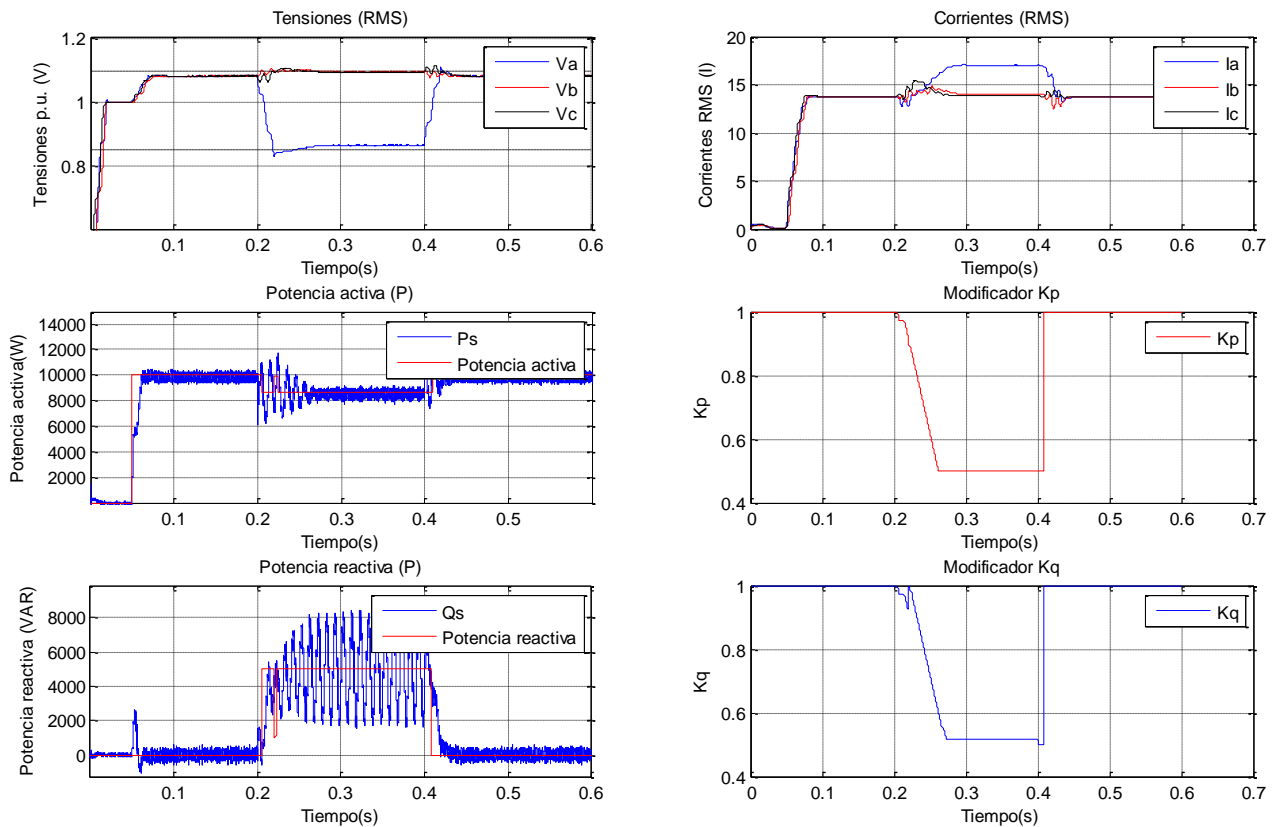 Tensiones (RMS)
1.2
1
0.8
Tensiones p.u. (V)
Va
Vb
Vc
0.1 0.2 0.3 0.4 0.5 0.6
Tiempo(s)
Corrientes (RMS)
20
15
10
5
0
Corrientes RMS (I)
Ia
Ib
Ic
0 0.1 0.2 0.3 0.4 0.5 0.6 0.7
Tiempo(s)
Potencia activa (P)
14000
12000
10000
8000
6000
4000
2000
Potencia activa(W)
Ps
Potencia activa
0.1 0.2 0.3 0.4 0.5
Tiempo(s)
Modificador Kp
1
0.8
0.6
0.4
Kp
Kp
0 0.1 0.2 0.3 0.4 0.5 0.6 0.7
Tiempo(s)
Potencia reactiva (P)
8000
6000
4000
2000
0
Potencia reactiva (VAR)
Qs
Potencia reactiva
0.1 0.2 0.3 0.4 0.5 0.6
Tiempo(s)
Modificador Kq
1
0.8
0.6
0.4
Kq
Kq
0 0.1 0.2 0.3 0.4 0.5 0.6 0.7
Tiempo(s)